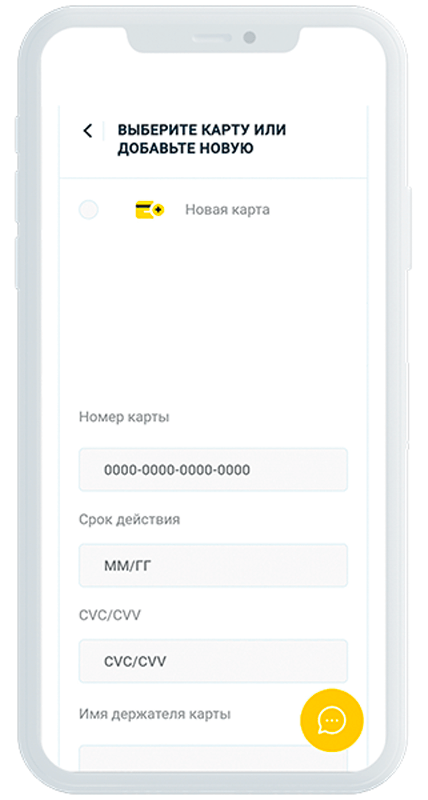 ВЫБЕРИТЕ КАРТУ ИЛИ
ДОБАВЬТЕ НОВУЮ
Новая карта
Номер карты
0000-0000-0000-0000
Срок действия
ММ/ГГ
CVC/CVV
CVC/CVV
Имя держателя карты